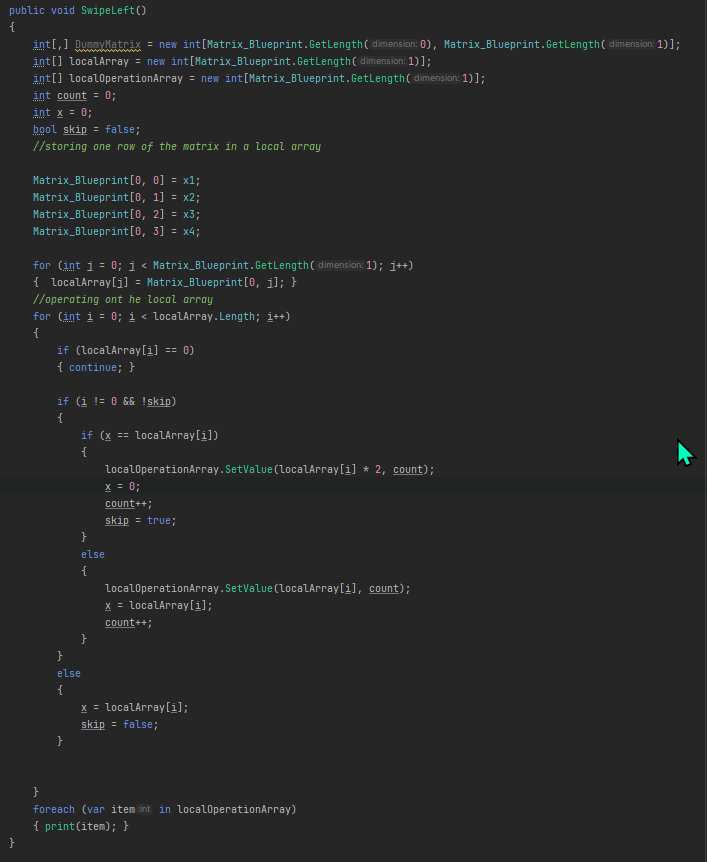 public void SwipeLeft()
{
    int[,] DummyMatrix = new int[Matrix_Blueprint.GetLength(dimension: 0), Matrix_Blueprint.GetLength(dimension: 1)];
    int[] localArray = new int[Matrix_Blueprint.GetLength(dimension: 1)];
    int[] localOperationArray = new int[Matrix_Blueprint.GetLength(dimension: 1)];
    int count = 0;
    int x = 0;
    bool skip = false;
    //storing one row of the matrix in a local array

    Matrix_Blueprint[0, 0] = x1;
    Matrix_Blueprint[0, 1] = x2;
    Matrix_Blueprint[0, 2] = x3;
    Matrix_Blueprint[0, 3] = x4;

    for (int j = 0; j < Matrix_Blueprint.GetLength(dimension: 1); j++)
    {  localArray[j] = Matrix_Blueprint[0, j]; }
    //operating ont he local array
    for (int i = 0; i < localArray.Length; i++)
    {
        if (localArray[i] == 0)
        { continue; }

        if (i != 0 && !skip)
        {
            if (x == localArray[i])
            {
                localOperationArray.SetValue(localArray[i] * 2, count);
                x = 0;
                count++;
                skip = true;
            }
            else
            {
                localOperationArray.SetValue(localArray[i], count);
                x = localArray[i];
                count++;
            }
        }
        else
        {
            x = localArray[i];
            skip = false;
        }


    }
    foreach (var item :int in localOperationArray)
    { print(item); }
}